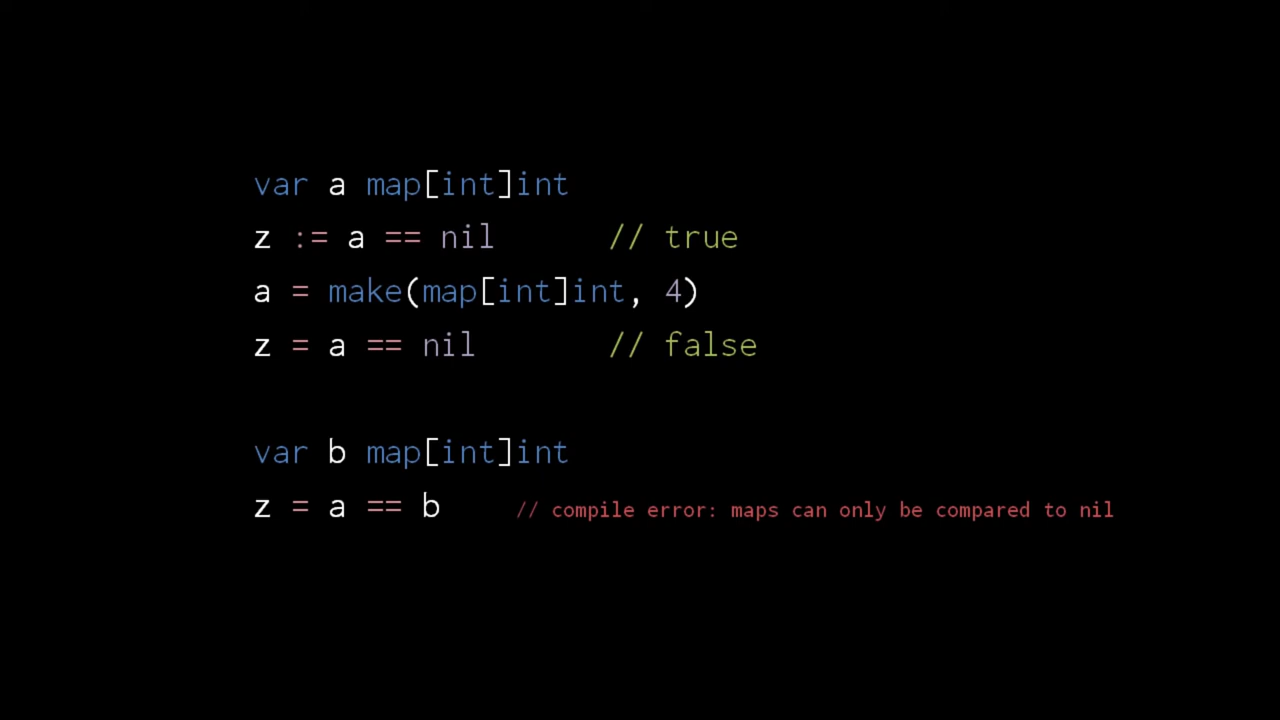 var a map[int]int
z := a == nil // true
a = make(map[int]int, 4)
z = a == nil // false
var b map[int]int
z = a == b // compile error: maps can only be compared to nil